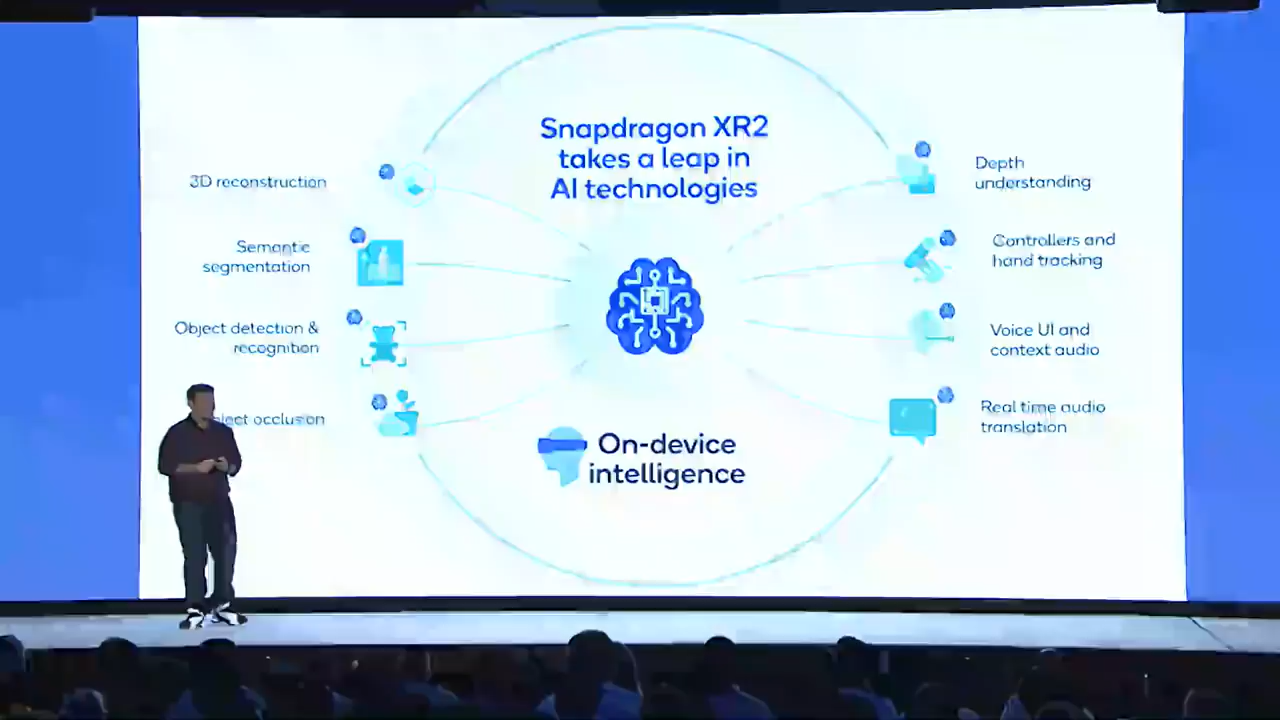 Snapdragon XR2
takes a leap in
AI technologies
3D reconstruction
Semantic
segmentation
Object detection &
recognition
occlusion
Depth
understanding
Controllers and
hand tracking
Voice UI and
context audio
Real time audio
translation
On-device
intelligence